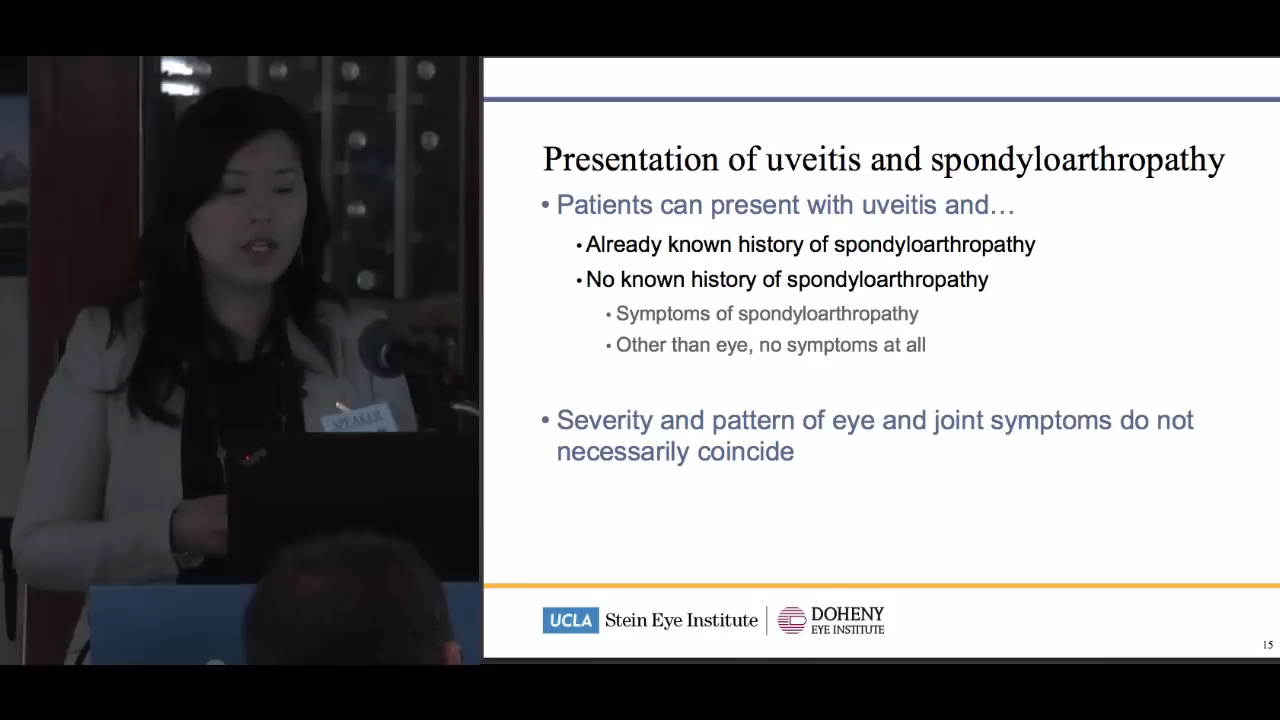 Presentation of uveitis and spondyloarthropathy
• Patients can present with uveitis and…
• Already known history of spondyloarthropathy
• No known history of spondyloarthropathy
• Symptoms of spondyloarthropathy
• Other than eye, no symptoms at all
• Severity and pattern of eye and joint symptoms do not
necessarily coincide
SPEAKER
UCLA Stein Eye Institute DOHENY
EYE INSTITUTE
15